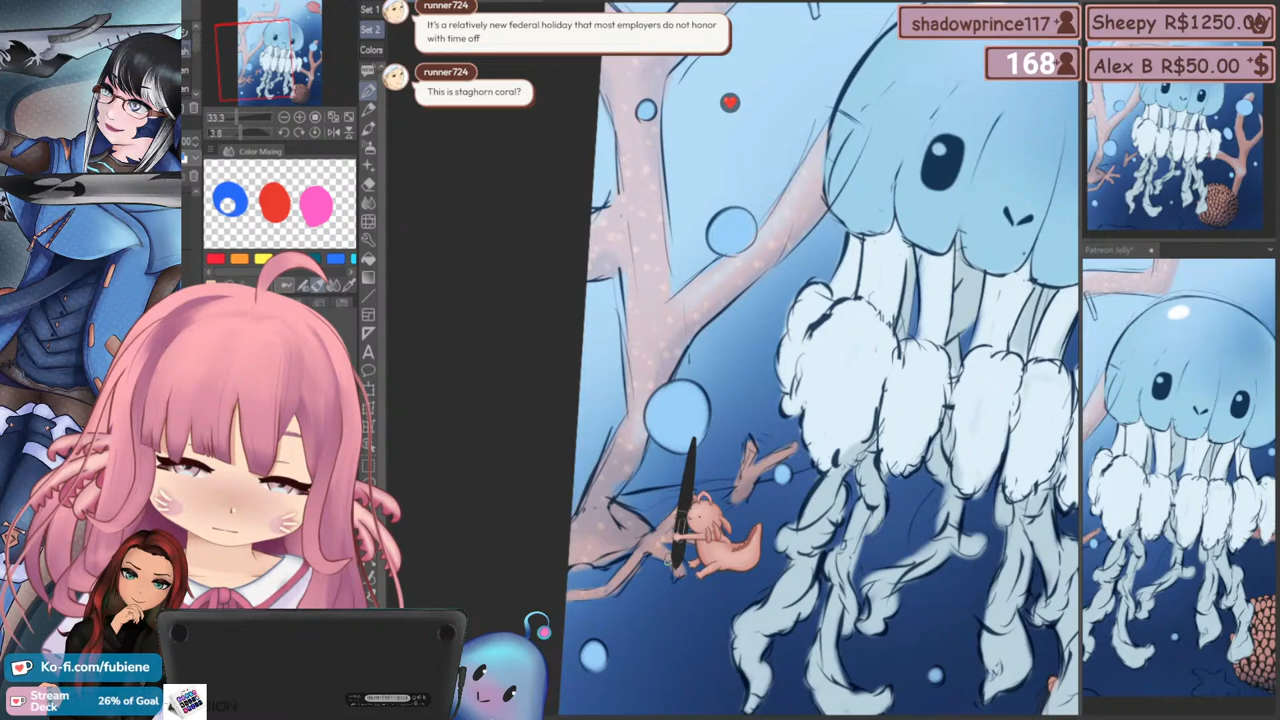 runner724
It's a relatively new federal holiday that most employers do not honor
with time off
runner724
This is staghorn coral?
shadowprince117
168
Sheepy R$1250.00
Alex B R$50.00
Set 1
Set 2
Colors
33.3
3.8
Color Mixing
Patreon Jelly*
Ko-fi.com/fubiene
Stream
Deck
26% of Goal